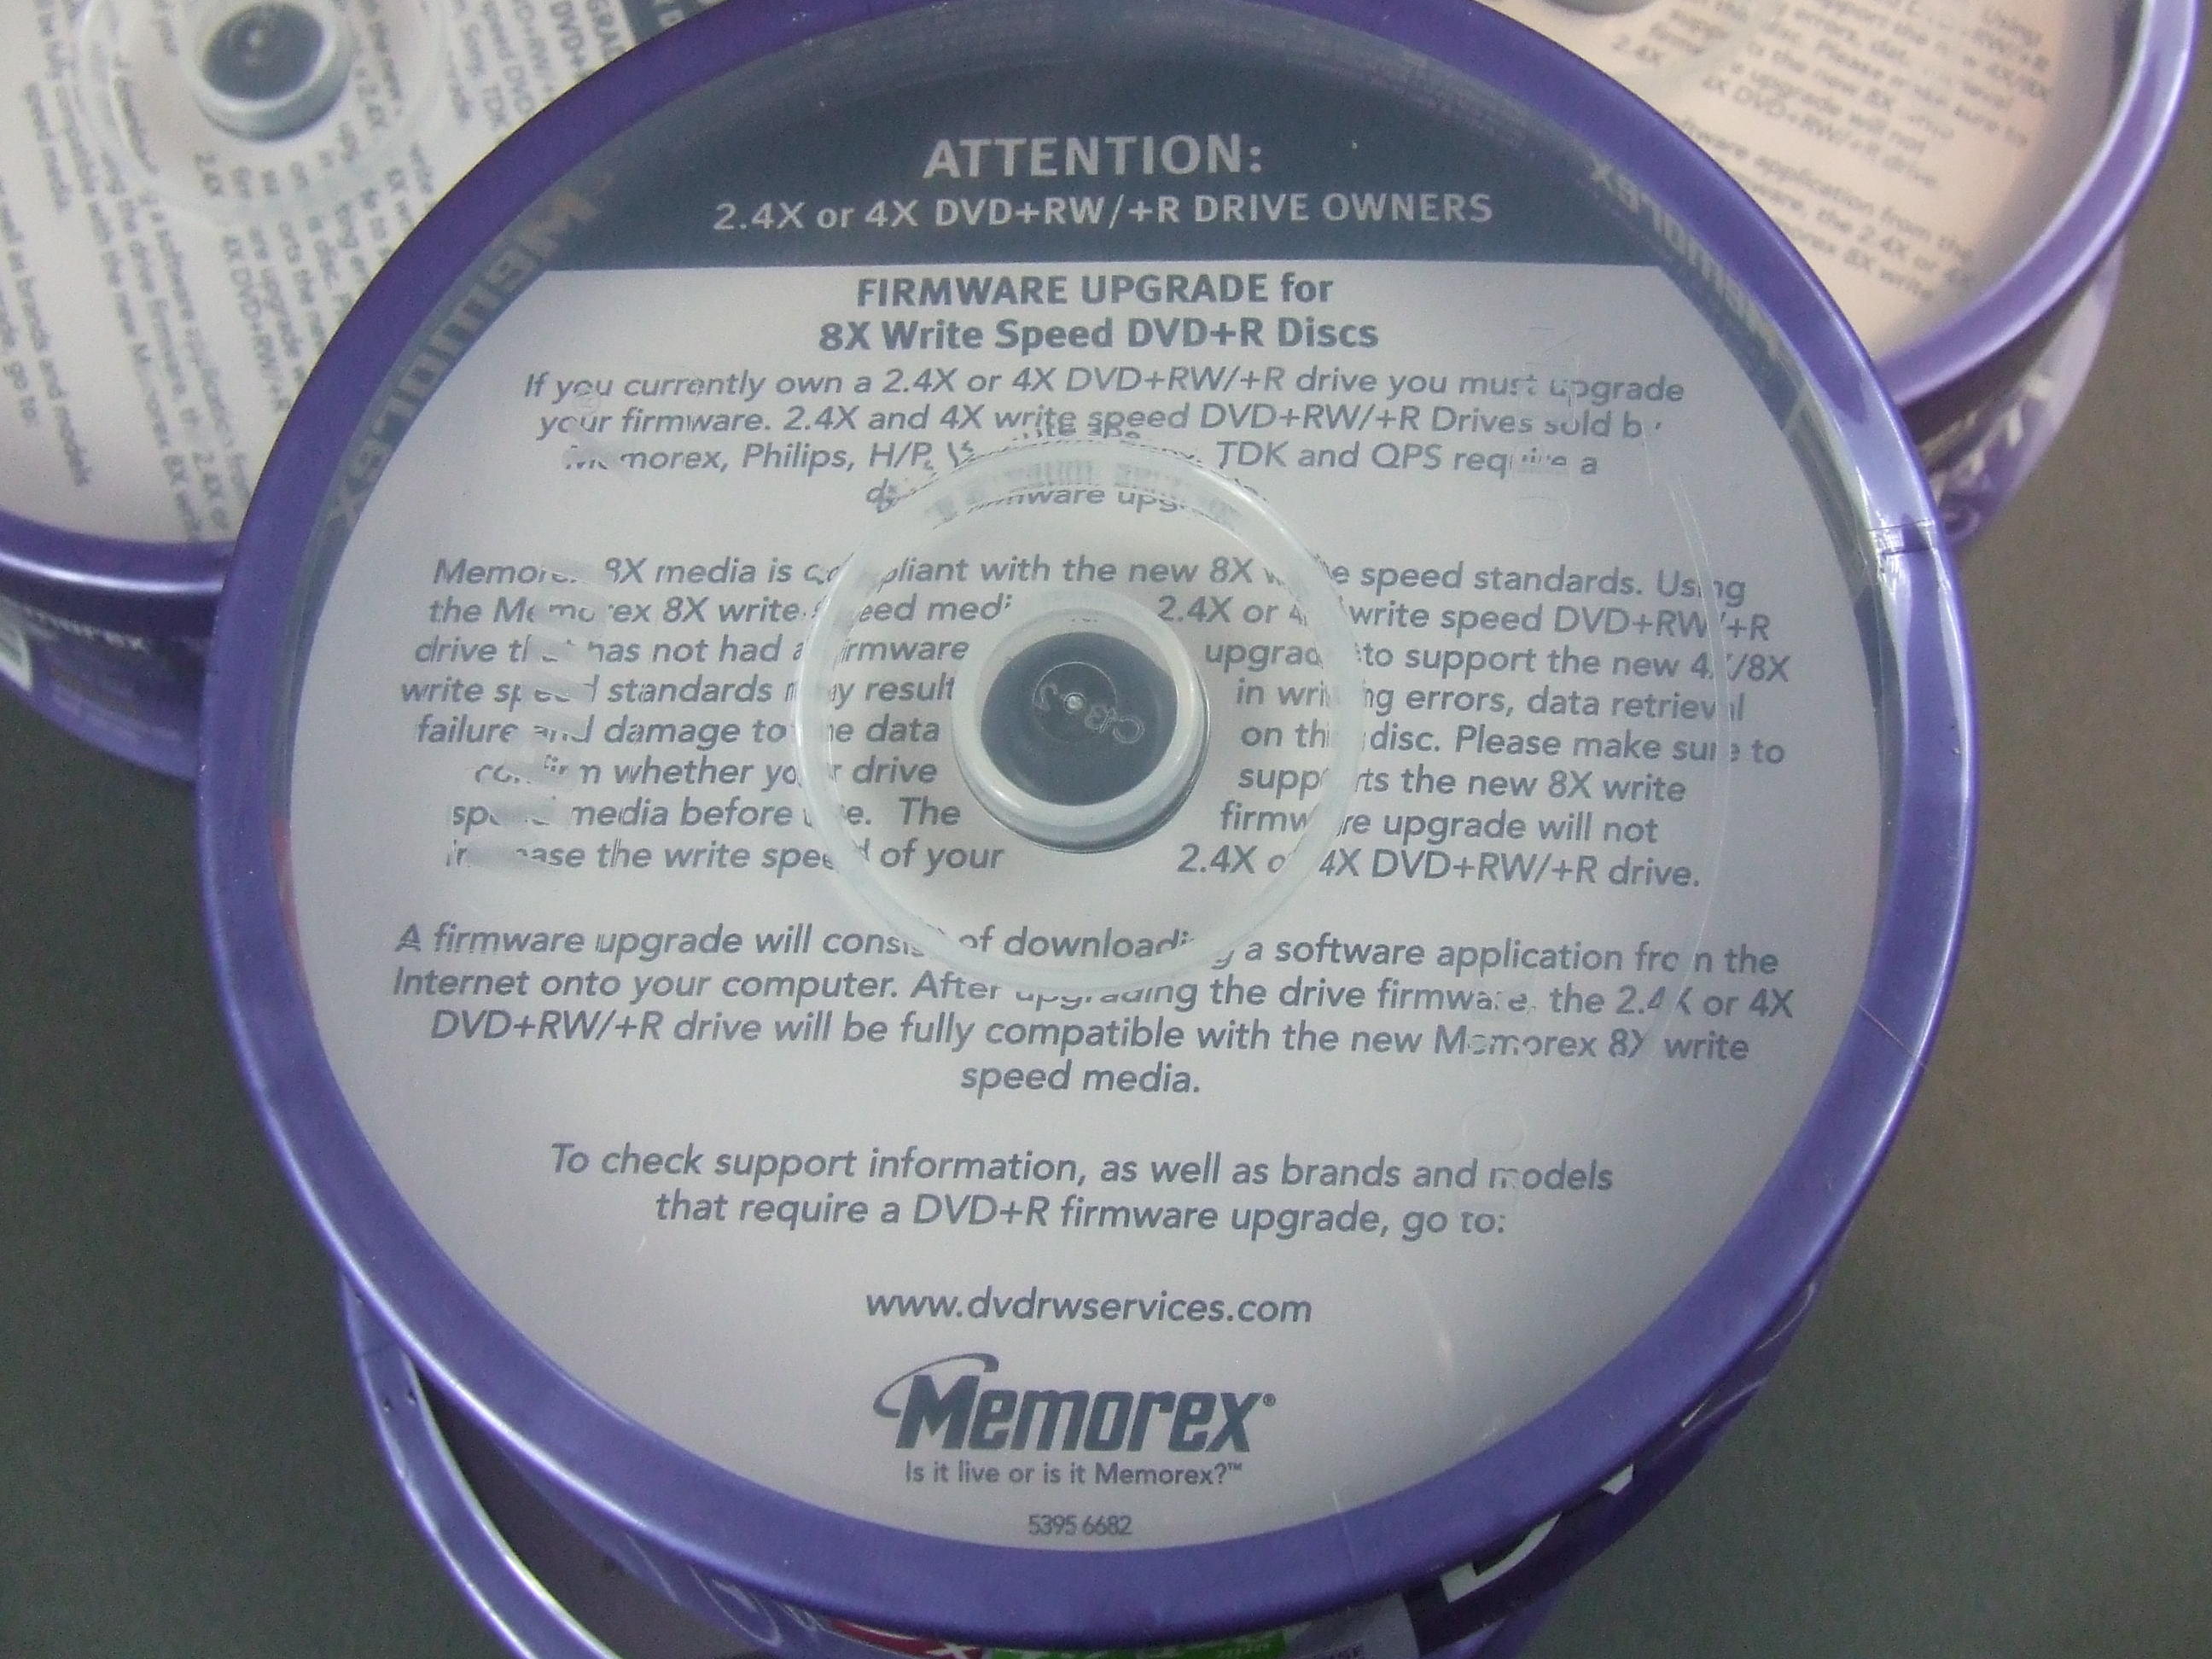 ATTENTION:
2.4X or 4X DVD+RW/+R DRIVE OWNERS
FIRMWARE UPGRADE for
8X Write Speed DVD+R Discs
If you currently own a 2.4X or 4X DVD+RW/+R drive you must upgrade
your firmware. 2.4X and 4X write speed DVD+RW/+R Drives sold
Memorex, Philips, H/P, TDK and QPS require a
firmware
Memorex 8X media is compliant with the new 8X write speed standards. Using
the Memorex 8X write speed media 2.4X or 4X write speed DVD+RW/+R
drive that has not had a firmware upgrade to support the new 4X/8X
write speed standards may result in writing errors, data retrieval
failure and damage to the data on this disc. Please make sure to
confirm whether your drive supports the new 8X write
speed media before use. The firmware upgrade will not
increase the write speed of your 2.4X or 4X DVD+RW/+R drive.
A firmware upgrade will consist of downloading a software application from the
Internet onto your computer. After upgrading the drive firmware, the 2.4X or 4X
DVD+RW/+R drive will be fully compatible with the new Memorex 8X write
speed media.
To check support information, as well as brands and models
that require a DVD+R firmware upgrade, go to:
www.dvdrwservices.com
Memorex®
Is it live or is it Memorex?™
5395 6682